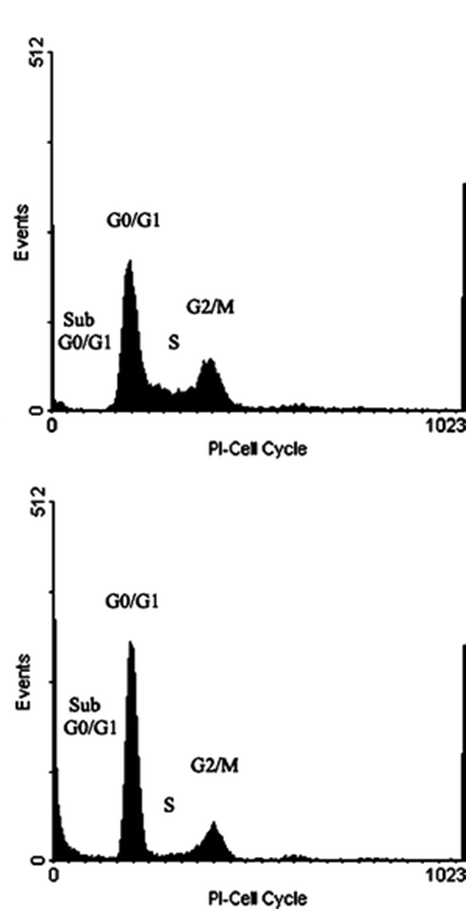 512
G0/G1
G2/M
Events
Sub
G0/G1
S
0
0
1023
PI-Cell Cycle
512
G0/G1
Events
Sub
G0/G1
G2/M
S
0
0
1023
PI-Cell Cycle